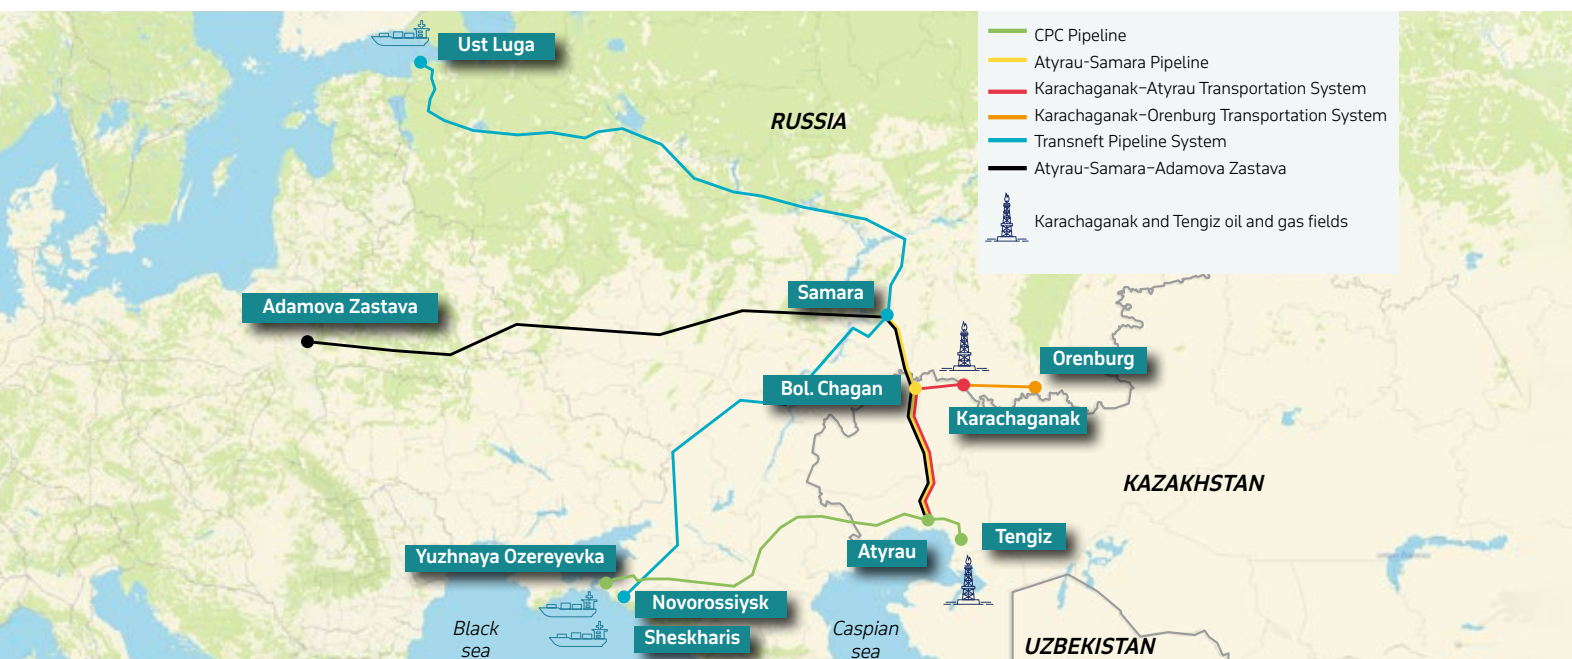 CPC Pipeline
Atyrau-Samara Pipeline
Karachaganak–Atyrau Transportation System
Karachaganak–Orenburg Transportation System
Transneft Pipeline System
Atyrau-Samara–Adamova Zastava
Karachaganak and Tengiz oil and gas fields
Ust Luga
RUSSIA
Samara
Adamova Zastava
Orenburg
Bol. Chagan
Karachaganak
KAZAKHSTAN
Tengiz
Atyrau
Yuzhnaya Ozereyevka
Novorossiysk
Sheskharis
Black
sea
Caspian
sea
UZBEKISTAN